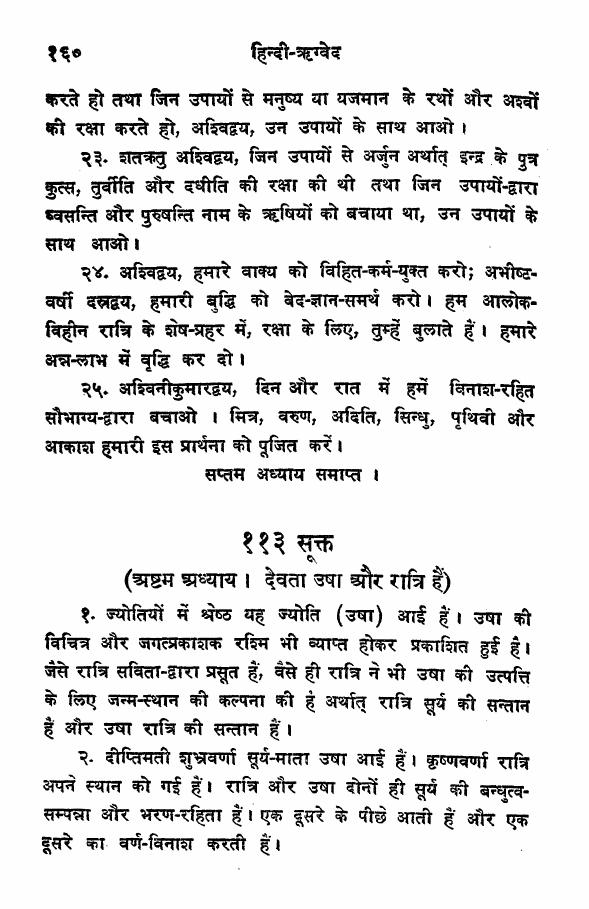 १६० हिन्दी-ऋग्वेद
करते हो तथा जिन उपायों से मनुष्य या यजमान के रथों और अश्वों
की रक्षा करते हो, अश्विद्वय, उन उपायों के साथ आओ ।
२३. शतक्रतु अश्विद्वय, जिन उपायों से अर्जुन अर्थात् इन्द्र के पुत्र
कुत्स, तुर्वीति और दधीति की रक्षा की थी तथा जिन उपायों-द्वारा
ध्वसन्ति और पुरुषन्ति नाम के ऋषियों को बचाया था, उन उपायों के
साथ आओ ।
२४. अश्विद्वय, हमारे वाक्य को विहित-कर्म-युक्त करो; अभीष्ट-
वर्षी दस्रद्वय, हमारी बुद्धि को बेद-ज्ञान-समर्थ करो । हम आलोक-
विहीन रात्रि के शेष-प्रहर में, रक्षा के लिए, तुम्हें बुलाते हैं । हमारे
अन्न-लाभ में वृद्धि कर दो ।
२५. अश्विनीकुमारद्वय, दिन और रात में हमें विनाश-रहित
सौभाग्य-द्वारा बचाओ । मित्र, वरुण, अदिति, सिन्धु, पृथिवी और
आकाश हमारी इस प्रार्थना को पूजित करें ।
सप्तम अध्याय समाप्त ।
११३ सूक्त
(अष्टम अध्याय । देवता उषा और रात्रि हैं)
१. ज्योतियों में श्रेष्ठ यह ज्योति (उषा) आई हैं । उषा की
विचित्र और जगत्प्रकाशक रश्मि भी व्याप्त होकर प्रकाशित हुई है ।
जैसे रात्रि सविता-द्वारा प्रसूत हैं, वैसे ही रात्रि ने भी उषा की उत्पत्ति
के लिए जन्म-स्थान की कल्पना की हं अर्थात् रात्रि सूर्य की सन्तान
हैं और उषा रात्रि की सन्तान हैं ।
२. दीप्तिमती शुभ्रवर्णा सूर्य-माता उषा आई हैं । कृष्णवर्णा रात्रि
अपने स्थान को गई हैं । रात्रि और उषा दोनों ही सूर्य की बन्धुत्व-
सम्पन्ना और भरण-रहिता हैं । एक दूसरे के पीछे आती हैं और एक
दूसरे का वर्ण-विनाश करती हैं ।